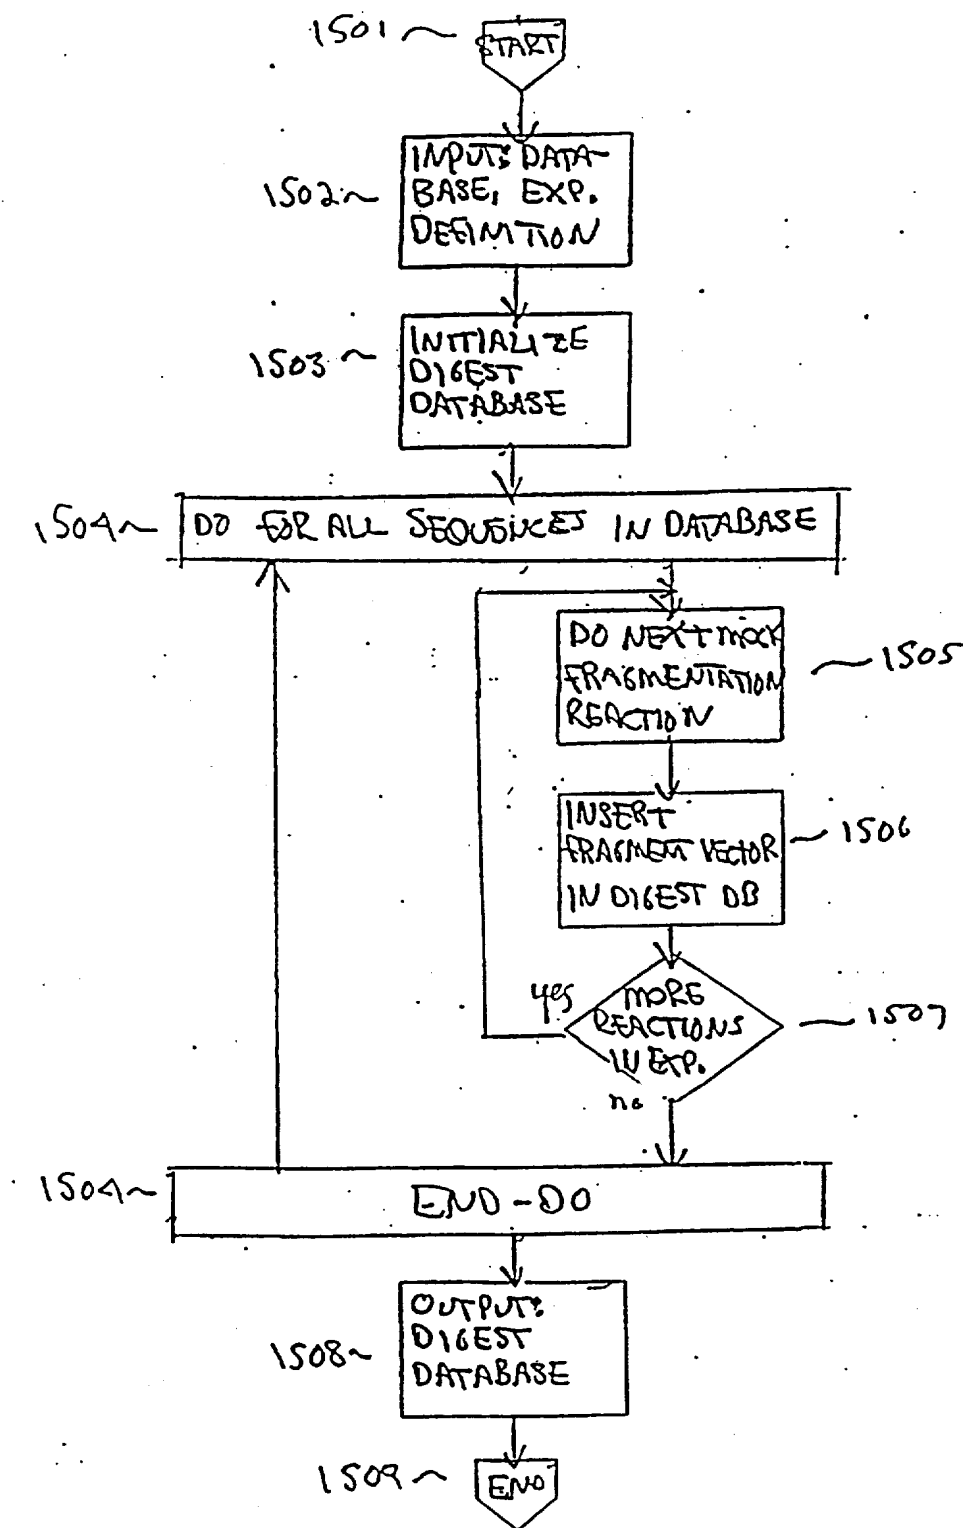 1501
START
INPUT: DATA-
BASE, EXP.
DEFINITION
1502
INITIALIZE
DIGEST
DATABASE
1503
1504
DO FOR ALL SEQUENCES IN DATABASE
DO NEXT MOCK
FRAGMENTATION
REACTION
1505
INSERT
FRAGMENT VECTOR
IN DIGEST DB
1506
yes
MORE
REACTIONS
IN EXP.
1507
no
1504
END-DO
OUTPUT:
DIGEST
DATABASE
1508
1509
END